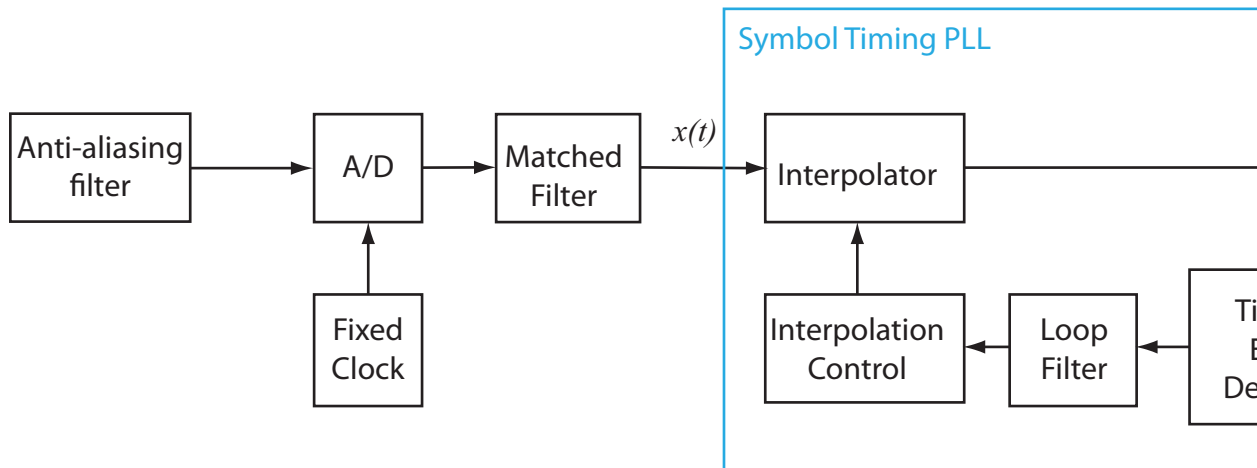 Symbol Timing PLL
Anti-aliasing
filter
A/D
Matched
Filter
x(t)
Interpolator
Fixed
Clock
Interpolation
Control
Loop
Filter